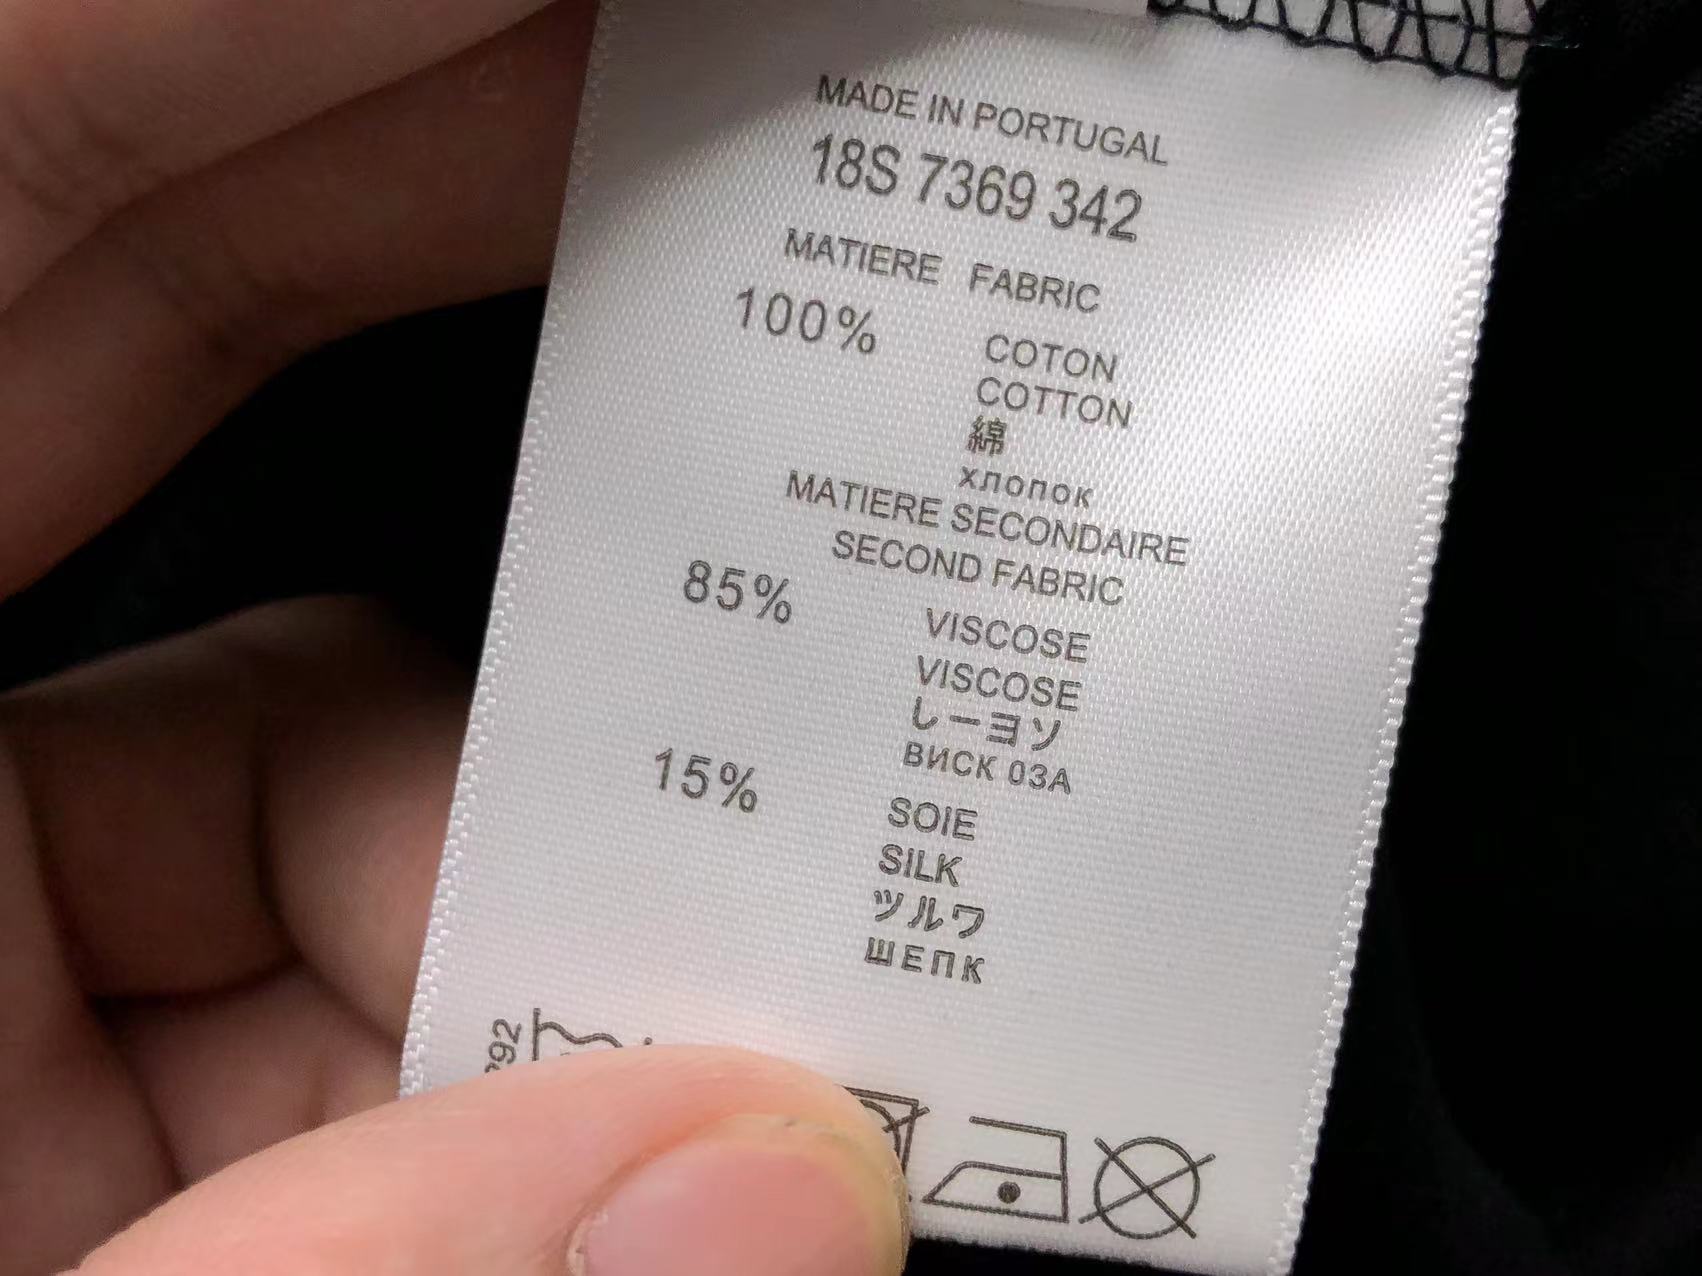 MADE IN PORTUGAL
18S 7369 342
MATIERE FABRIC
100% COTON
COTTON
綿
хлопок
MATIERE SECONDAIRE
SECOND FABRIC
85% VISCOSE
VISCOSE
レーヨソ
ВИСК 03А
15% SOIE
SILK
ツルワ
ШЕПК